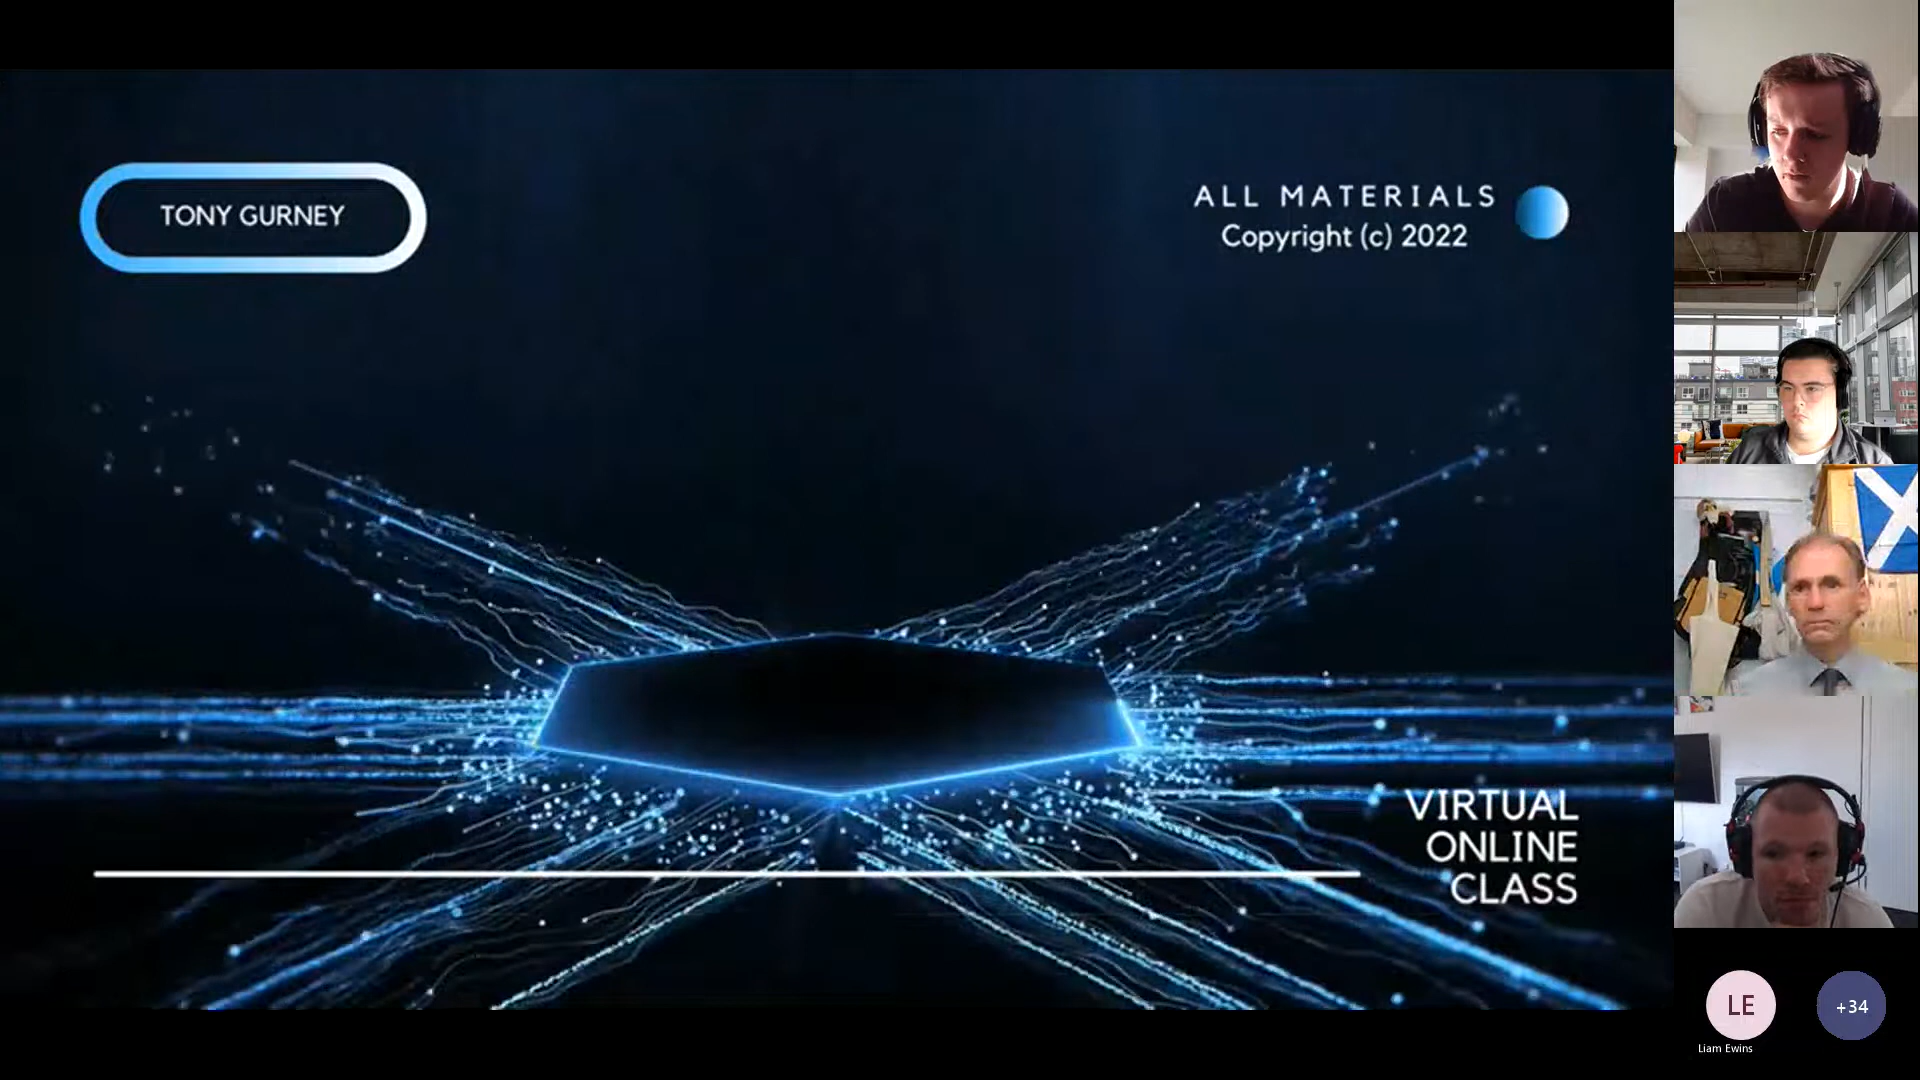 TONY GURNEY
ALL MATERIALS
Copyright (c) 2022
VIRTUAL
ONLINE
CLASS
LE
+34
Liam Ewins